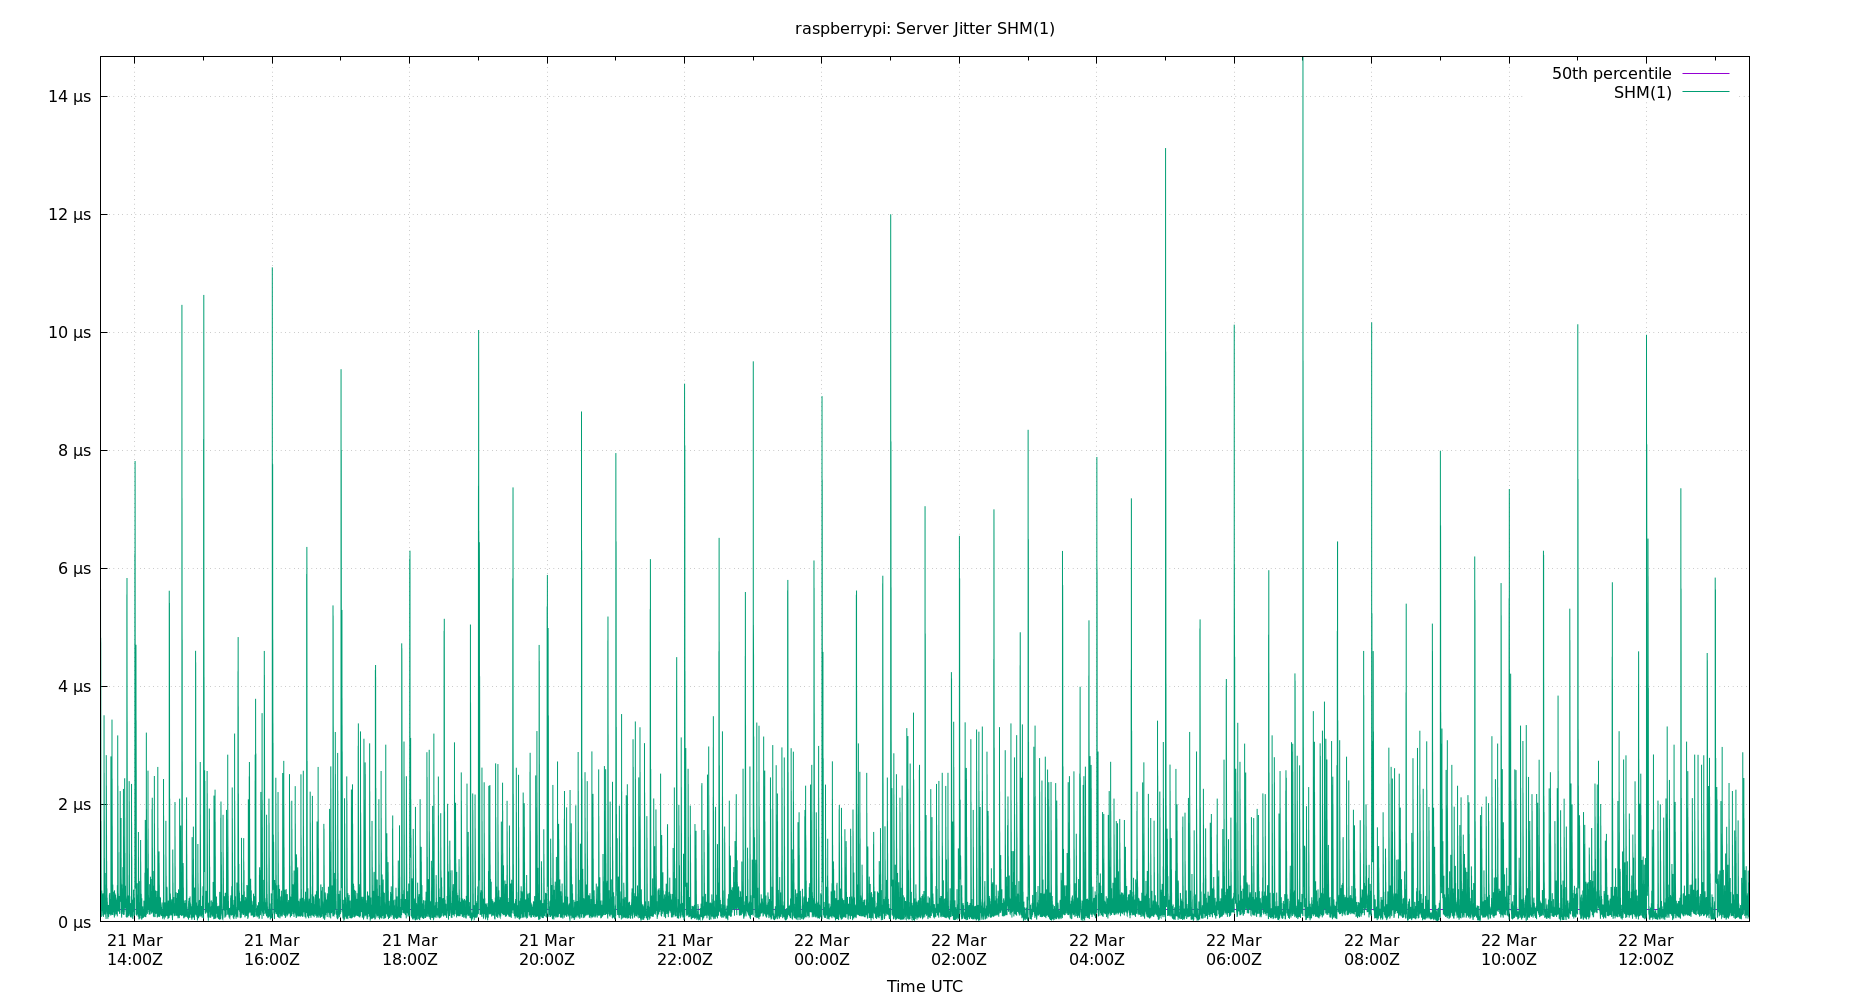 raspberrypi: Server Jitter SHM(1)
50th percentile
SHM(1)
14 µs
12 µs
10 µs
8 µs
6 µs
4 µs
2 µs
0 µs
21 Mar 21 Mar 21 Mar 21 Mar 21 Mar 22 Mar 22 Mar 22 Mar 22 Mar 22 Mar 22 Mar 22 Mar
14:00Z 16:00Z 18:00Z 20:00Z 22:00Z 00:00Z 02:00Z 04:00Z 06:00Z 08:00Z 10:00Z 12:00Z
Time UTC